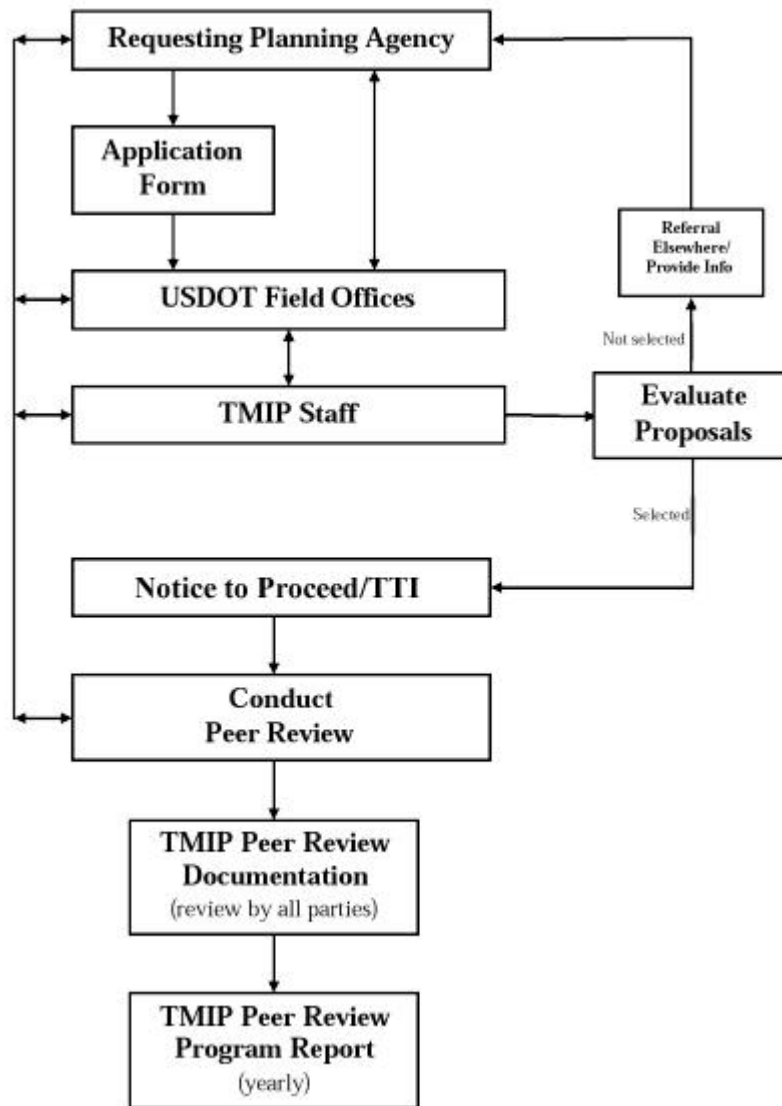 Requesting Planning Agency
Application
Form
Referral
Elsewhere/
Provide Info
USDOT Field Offices
Not selected
TMIP Staff
Evaluate
Proposals
Selected
Notice to Proceed/TTI
Conduct
Peer Review
TMIP Peer Review
Documentation
(review by all parties)
TMIP Peer Review
Program Report
(yearly)